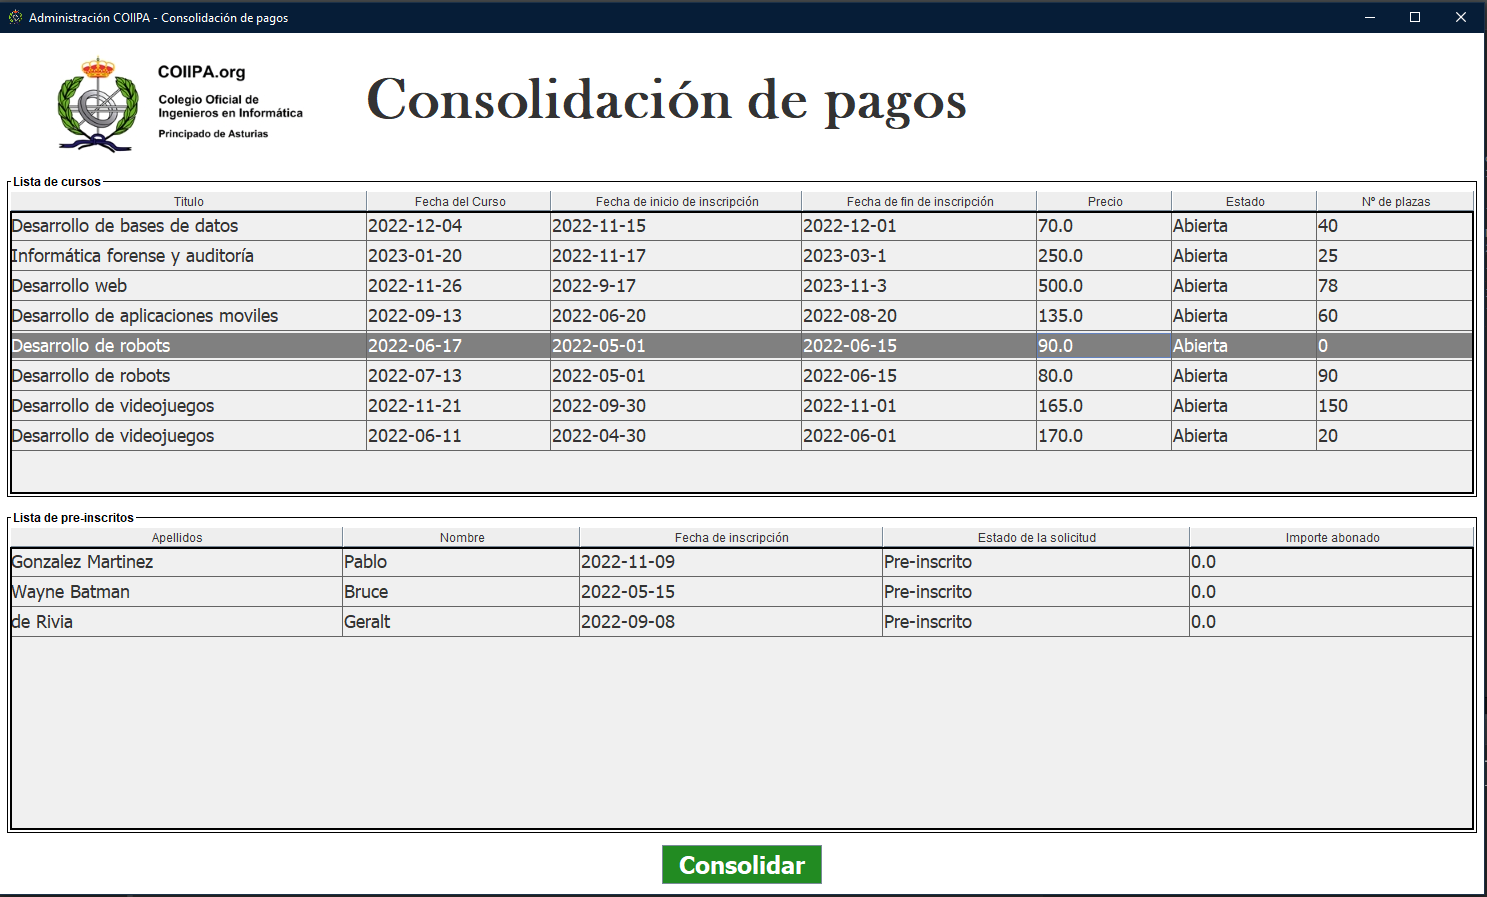 Administración COIIPA - Consolidación de pagos
COIIPA.org
Colegio Oficial de
Ingenieros en Informática
Principado de Asturias
Consolidación de pagos
Lista de cursos
Titulo Fecha del Curso Fecha de inicio de inscripción Fecha de fin de inscripción Precio Estado Nº de plazas
Desarrollo de bases de datos 2022-12-04 2022-11-15 2022-12-01 70.0 Abierta 40
Informática forense y auditoría 2023-01-20 2022-11-17 2023-03-1 250.0 Abierta 25
Desarrollo web 2022-11-26 2022-9-17 2023-11-3 500.0 Abierta 78
Desarrollo de aplicaciones moviles 2022-09-13 2022-06-20 2022-08-20 135.0 Abierta 60
Desarrollo de robots 2022-06-17 2022-05-01 2022-06-15 90.0 Abierta 0
Desarrollo de robots 2022-07-13 2022-05-01 2022-06-15 80.0 Abierta 90
Desarrollo de videojuegos 2022-11-21 2022-09-30 2022-11-01 165.0 Abierta 150
Desarrollo de videojuegos 2022-06-11 2022-04-30 2022-06-01 170.0 Abierta 20
Lista de pre-inscritos
Apellidos Nombre Fecha de inscripción Estado de la solicitud Importe abonado
Gonzalez Martinez Pablo 2022-11-09 Pre-inscrito 0.0
Wayne Batman Bruce 2022-05-15 Pre-inscrito 0.0
de Rivia Geralt 2022-09-08 Pre-inscrito 0.0
Consolidar